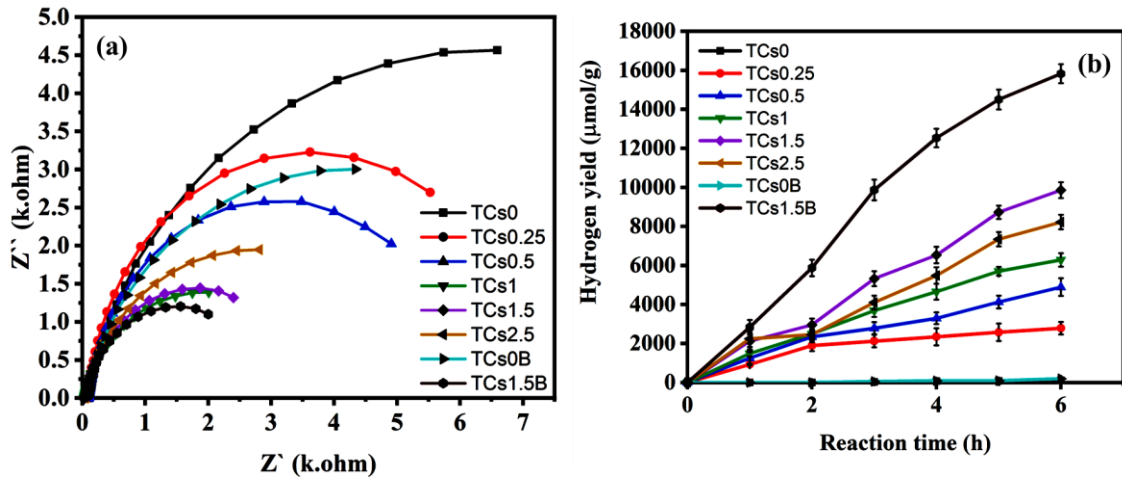 (a)
Z`` (k.ohm)
5.0
4.5
4.0
3.5
3.0
2.5
2.0
1.5
1.0
0.5
0.0
TCs0
TCs0.25
TCs0.5
TCs1
TCs1.5
TCs2.5
TCs0B
TCs1.5B
0 1 2 3 4 5 6 7
Z` (k.ohm)
(b)
Hydrogen yield (μmol/g)
18000
16000
14000
12000
10000
8000
6000
4000
2000
0
TCs0
TCs0.25
TCs0.5
TCs1
TCs1.5
TCs2.5
TCs0B
TCs1.5B
0 2 4 6
Reaction time (h)